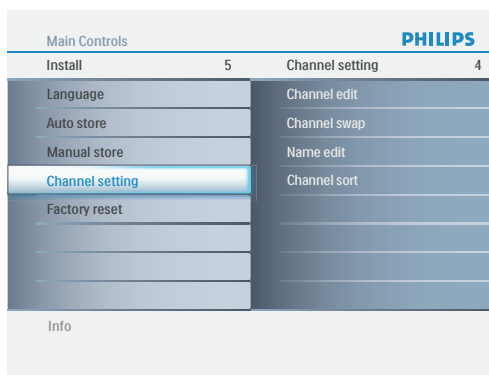 Main Controls PHILIPS
Install 5 Channel setting 4
Language Channel edit
Auto store Channel swap
Manual store Name edit
Channel setting Channel sort
Factory reset
Info